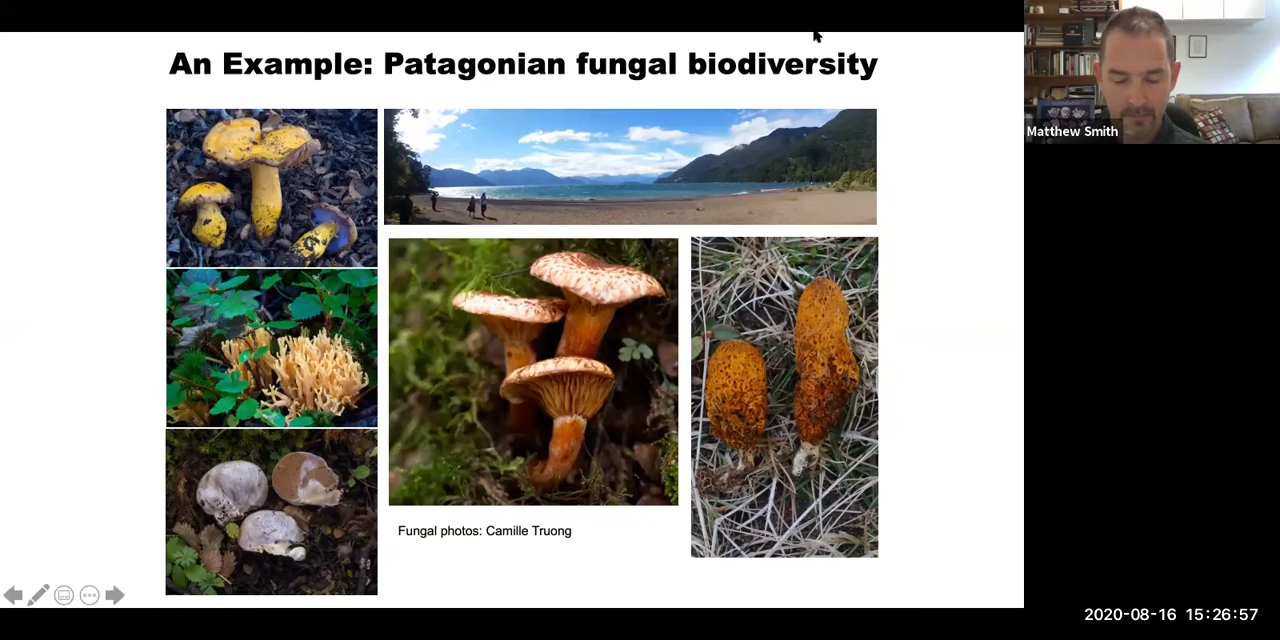 An Example: Patagonian fungal biodiversity
Matthew Smith
Fungal photos: Camille Truong
2020-08-16 15:26:57